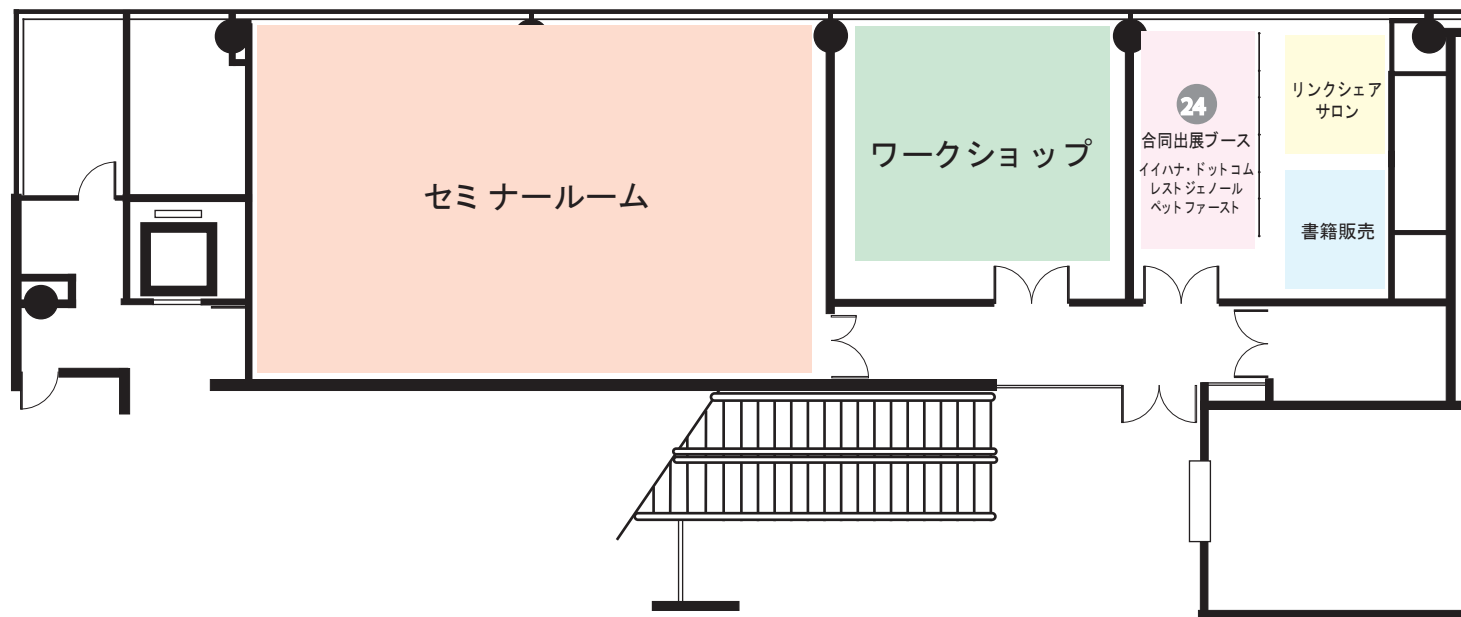 セミナールーム
ワークショップ
24
合同出展ブース
イイハナ・ドットコム
レストジェノール
ペットファースト
リンクシェア
サロン
書籍販売